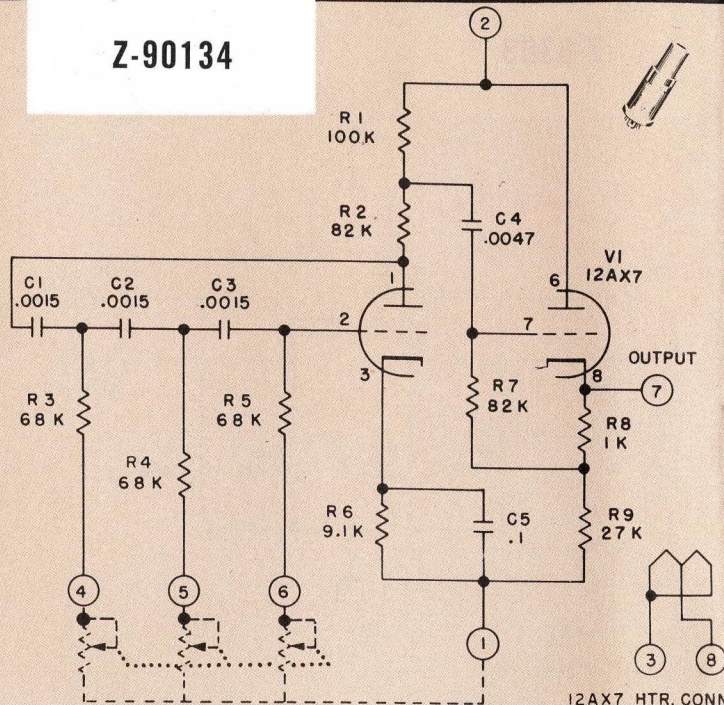 Z-90134
2
R1
100K
R2
82K
C4
.0047
V1
12AX7
C1
.0015
C2
.0015
C3
.0015
1
2
3
6
7
8
OUTPUT
7
R3
68K
R4
68K
R5
68K
R7
82K
R8
1K
R6
9.1K
C5
.1
R9
27K
4
5
6
1
3
8
12AX7 HTR. CONN